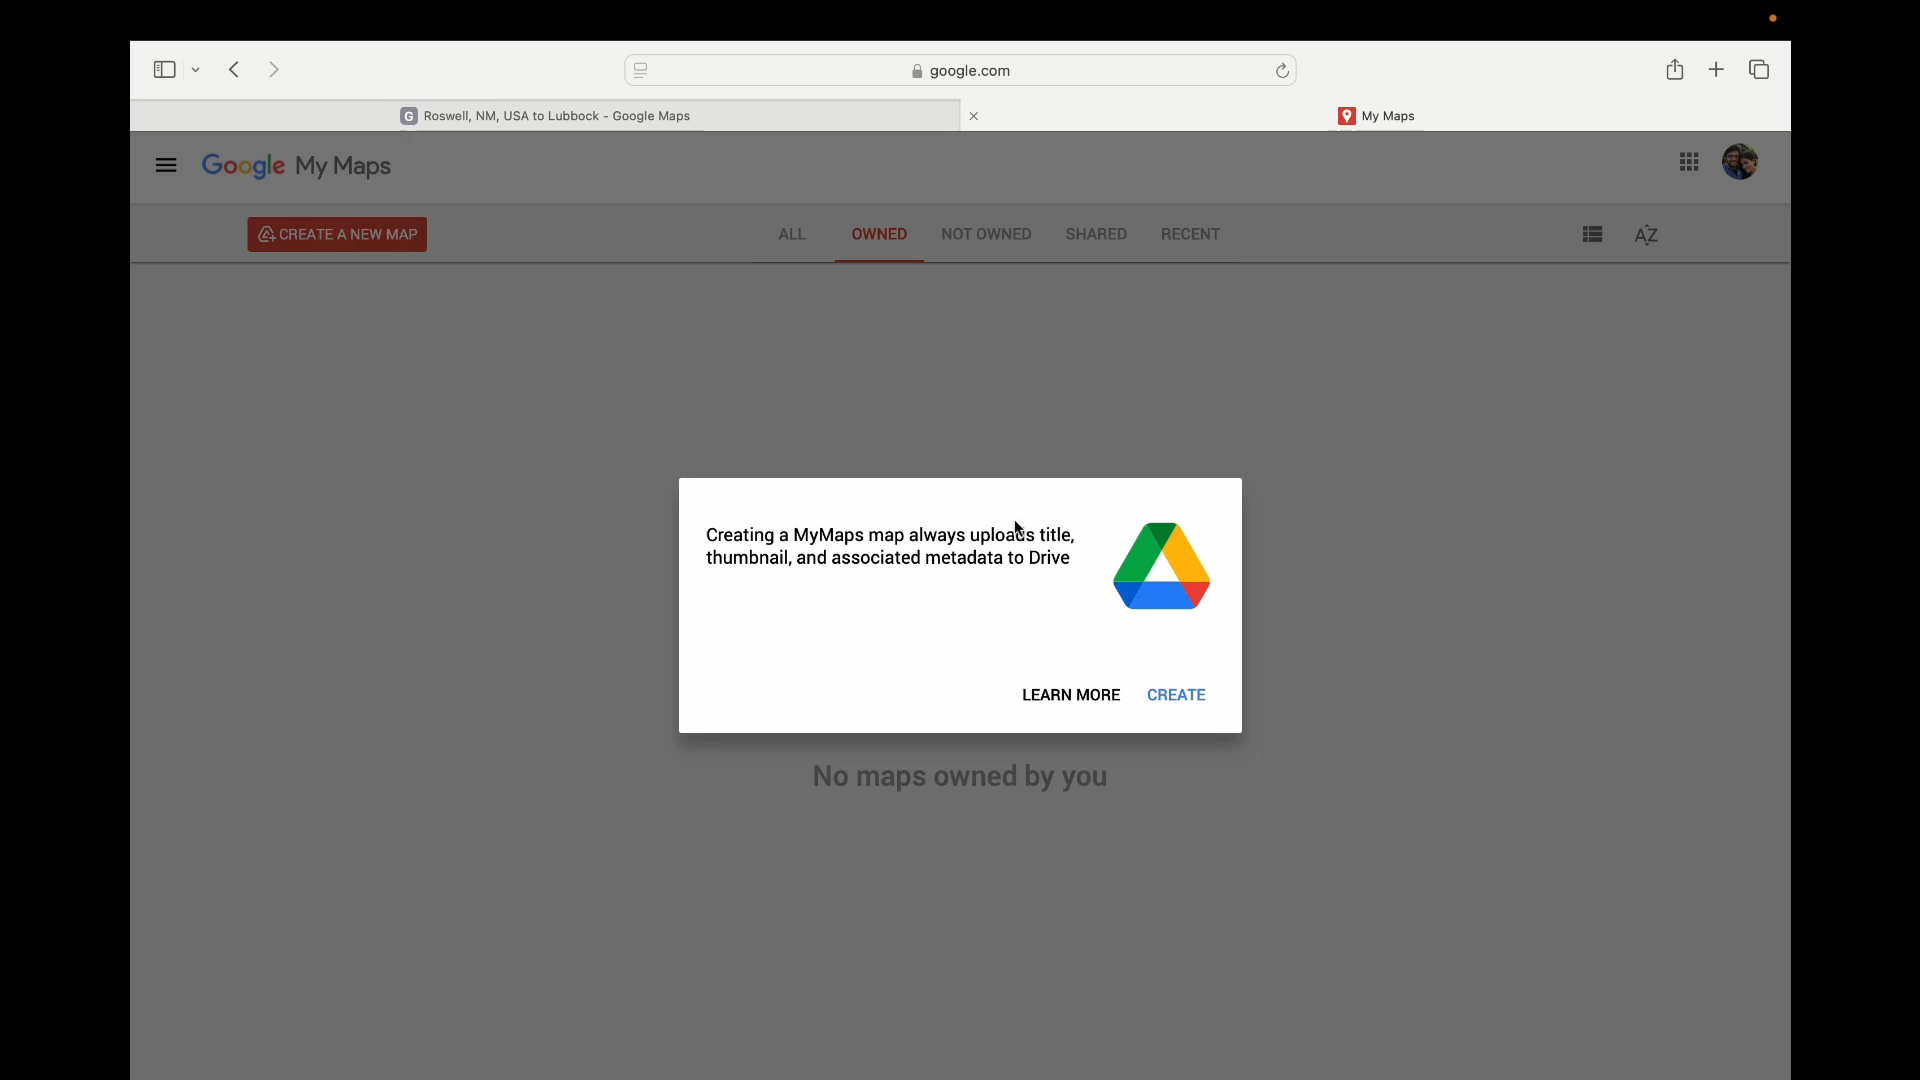 google.com
G Roswell, NM, USA to Lubbock - Google Maps
My Maps
Google My Maps
CREATE A NEW MAP
ALL OWNED NOT OWNED SHARED RECENT
AZ
Creating a MyMaps map always uploads title,
thumbnail, and associated metadata to Drive
LEARN MORE CREATE
No maps owned by you